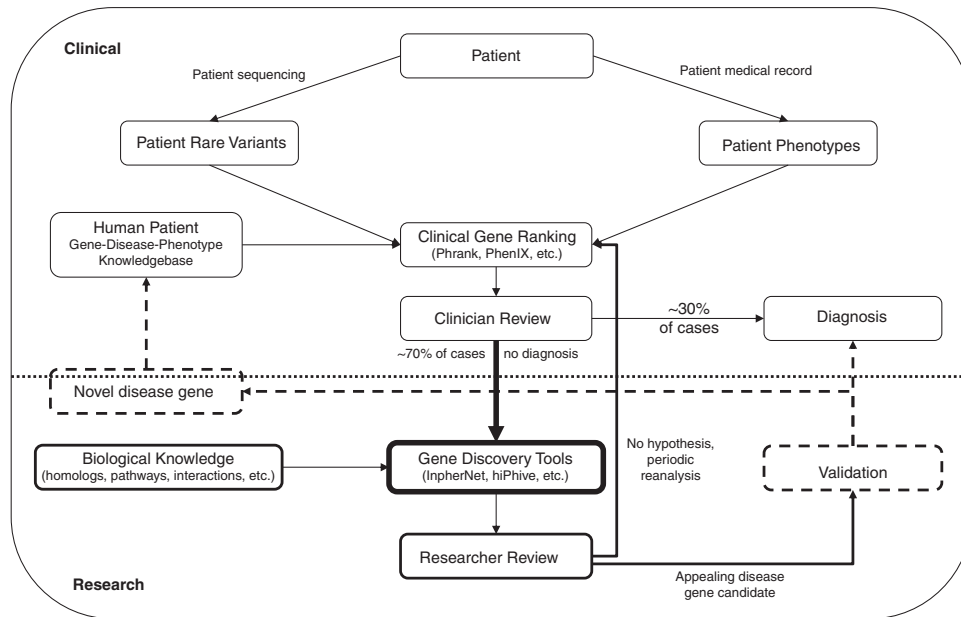 Clinical
Patient
Patient sequencing
Patient medical record
Patient Rare Variants
Patient Phenotypes
Human Patient
Gene-Disease-Phenotype
Knowledgebase
Clinical Gene Ranking
(Phrank, PhenIX, etc.)
Clinician Review
~30%
of cases
Diagnosis
~70% of cases
no diagnosis
Novel disease gene
Biological Knowledge
(homologs, pathways, interactions, etc.)
Gene Discovery Tools
(InpherNet, hiPhive, etc.)
No hypothesis,
periodic
reanalysis
Validation
Researcher Review
Appealing disease
gene candidate
Research